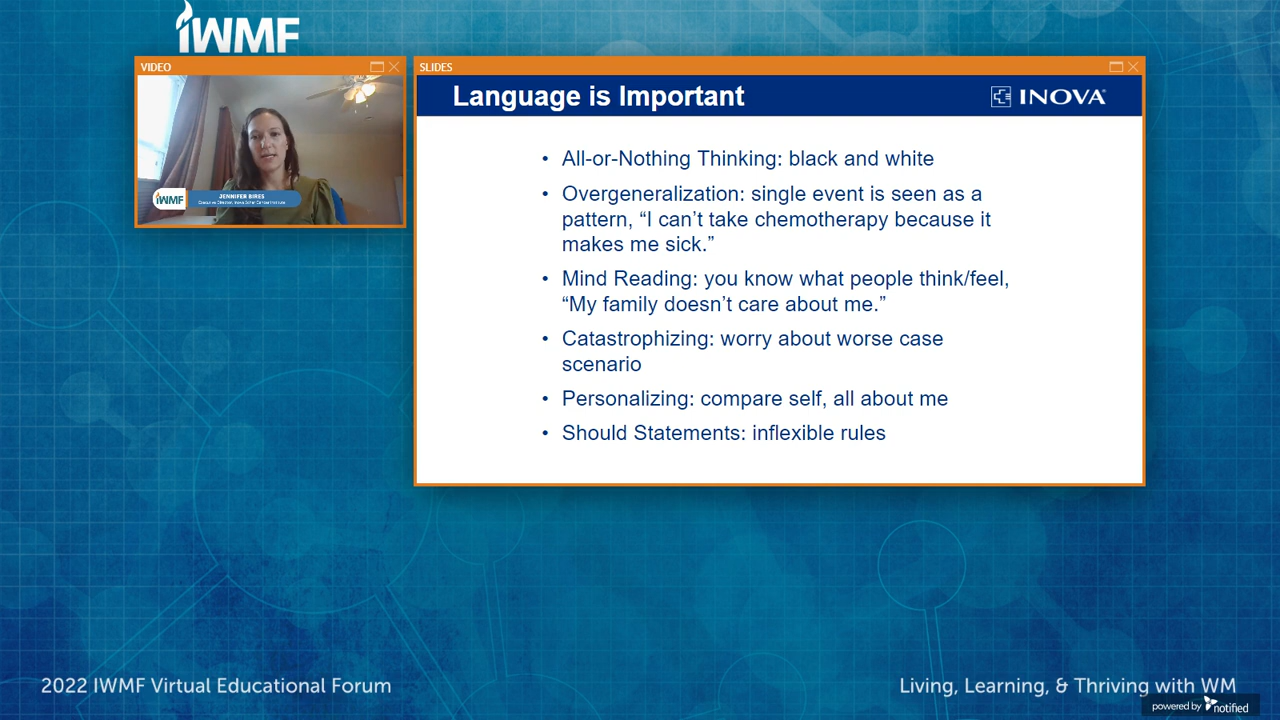 IWMF
VIDEO
SLIDES
Language is Important
INOVA
IWMF
JENNIFER BIRES
• All-or-Nothing Thinking: black and white
• Overgeneralization: single event is seen as a
pattern, “I can’t take chemotherapy because it
makes me sick.”
• Mind Reading: you know what people think/feel,
“My family doesn’t care about me.”
• Catastrophizing: worry about worse case
scenario
• Personalizing: compare self, all about me
• Should Statements: inflexible rules
2022 IWMF Virtual Educational Forum
Living, Learning, & Thriving with WM
powered by notified